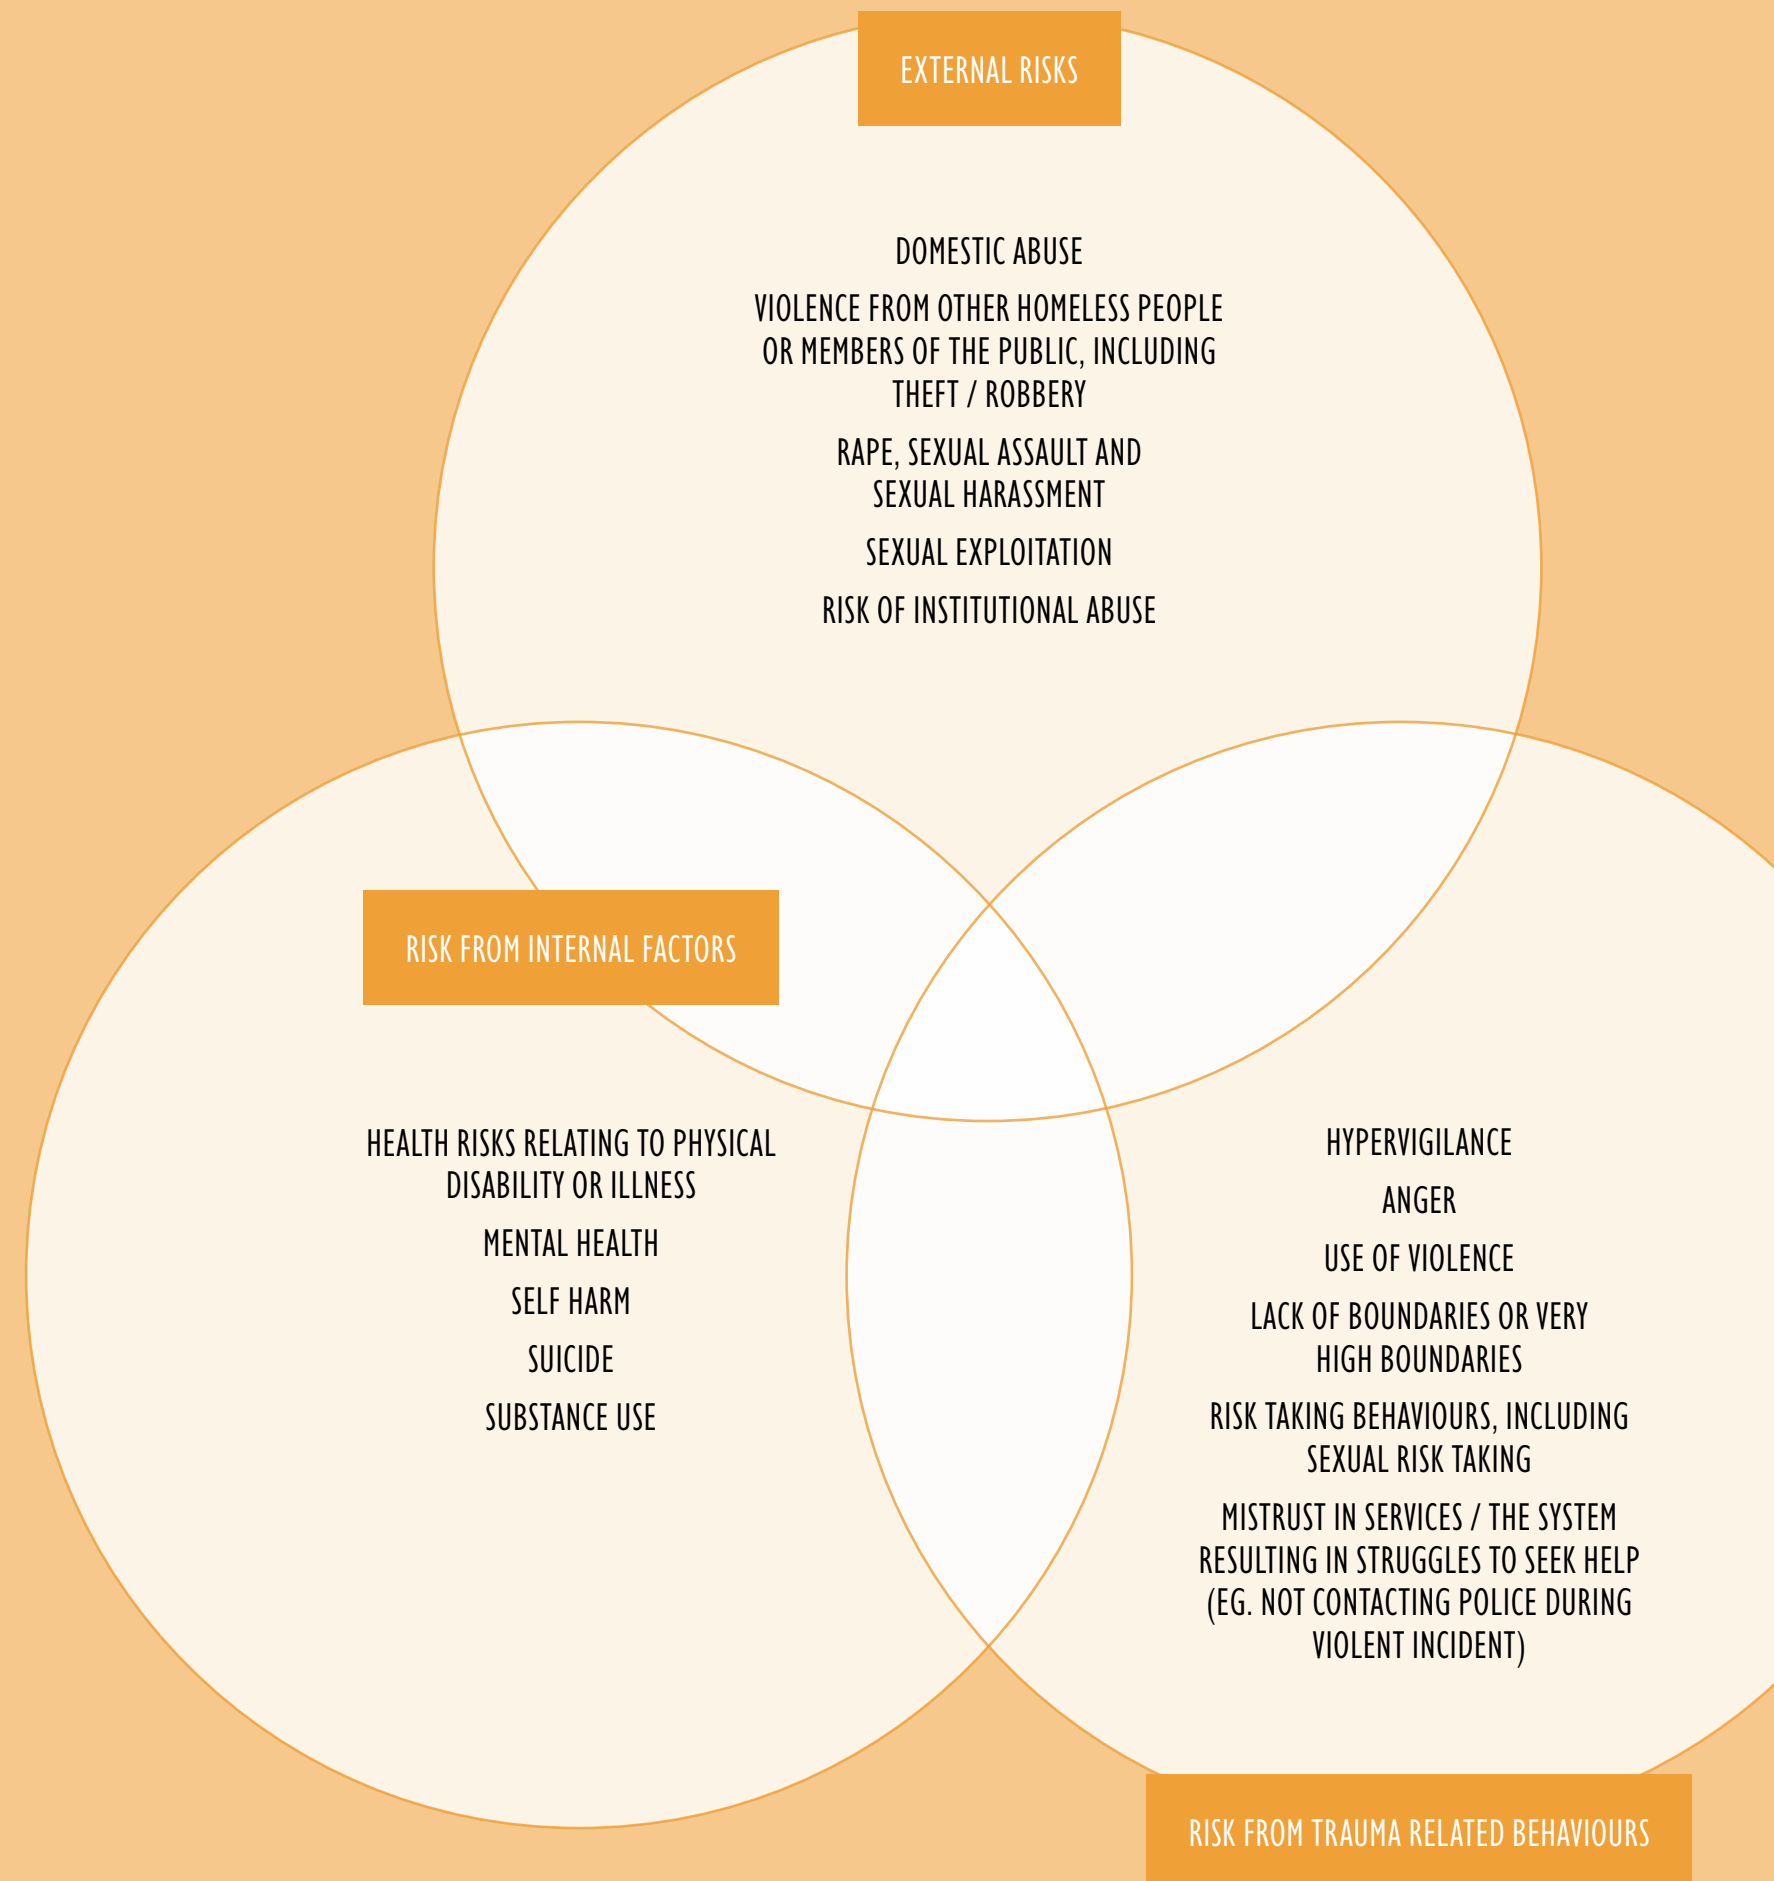 EXTERNAL RISKS
DOMESTIC ABUSE
VIOLENCE FROM OTHER HOMELESS PEOPLE
OR MEMBERS OF THE PUBLIC, INCLUDING
THEFT / ROBBERY
RAPE, SEXUAL ASSAULT AND
SEXUAL HARASSMENT
SEXUAL EXPLOITATION
RISK OF INSTITUTIONAL ABUSE
RISK FROM INTERNAL FACTORS
HEALTH RISKS RELATING TO PHYSICAL
DISABILITY OR ILLNESS
MENTAL HEALTH
SELF HARM
SUICIDE
SUBSTANCE USE
HYPERVIGILANCE
ANGER
USE OF VIOLENCE
LACK OF BOUNDARIES OR VERY
HIGH BOUNDARIES
RISK TAKING BEHAVIOURS, INCLUDING
SEXUAL RISK TAKING
MISTRUST IN SERVICES / THE SYSTEM
RESULTING IN STRUGGLES TO SEEK HELP
(EG. NOT CONTACTING POLICE DURING
VIOLENT INCIDENT)
RISK FROM TRAUMA RELATED BEHAVIOURS